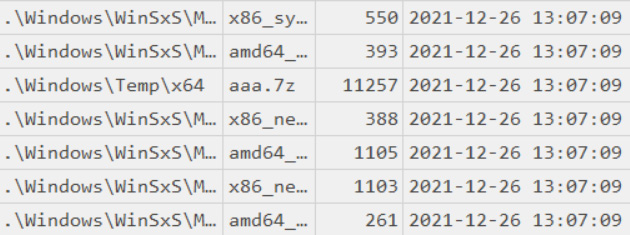 .\Windows\WinSxS\M… x86_sy… 550 2021-12-26 13:07:09
.\Windows\WinSxS\M… amd64_… 393 2021-12-26 13:07:09
.\Windows\Temp\x64 aaa.7z 11257 2021-12-26 13:07:09
.\Windows\WinSxS\M… x86_ne… 388 2021-12-26 13:07:09
.\Windows\WinSxS\M… amd64_… 1105 2021-12-26 13:07:09
.\Windows\WinSxS\M… x86_ne… 1103 2021-12-26 13:07:09
.\Windows\WinSxS\M… amd64_… 261 2021-12-26 13:07:09